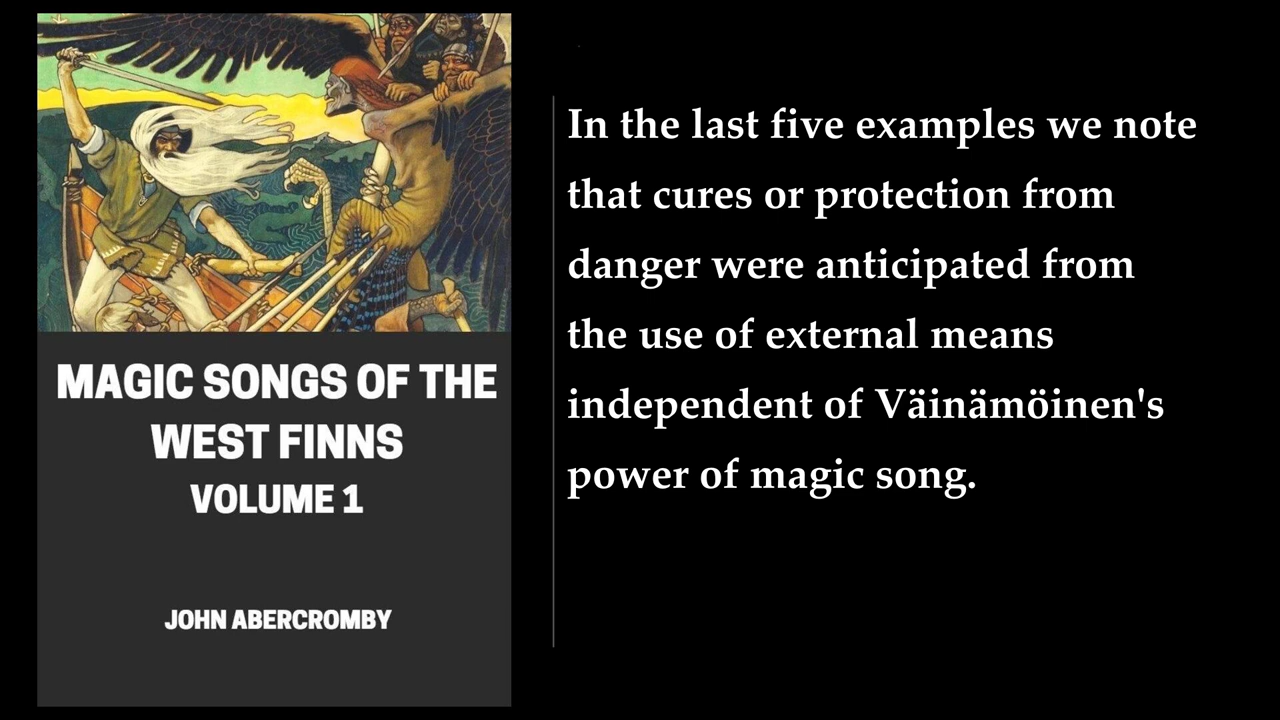 MAGIC SONGS OF THE
WEST FINNS
VOLUME 1
JOHN ABERCROMBY
In the last five examples we note
that cures or protection from
danger were anticipated from
the use of external means
independent of Väinämöinen's
power of magic song.